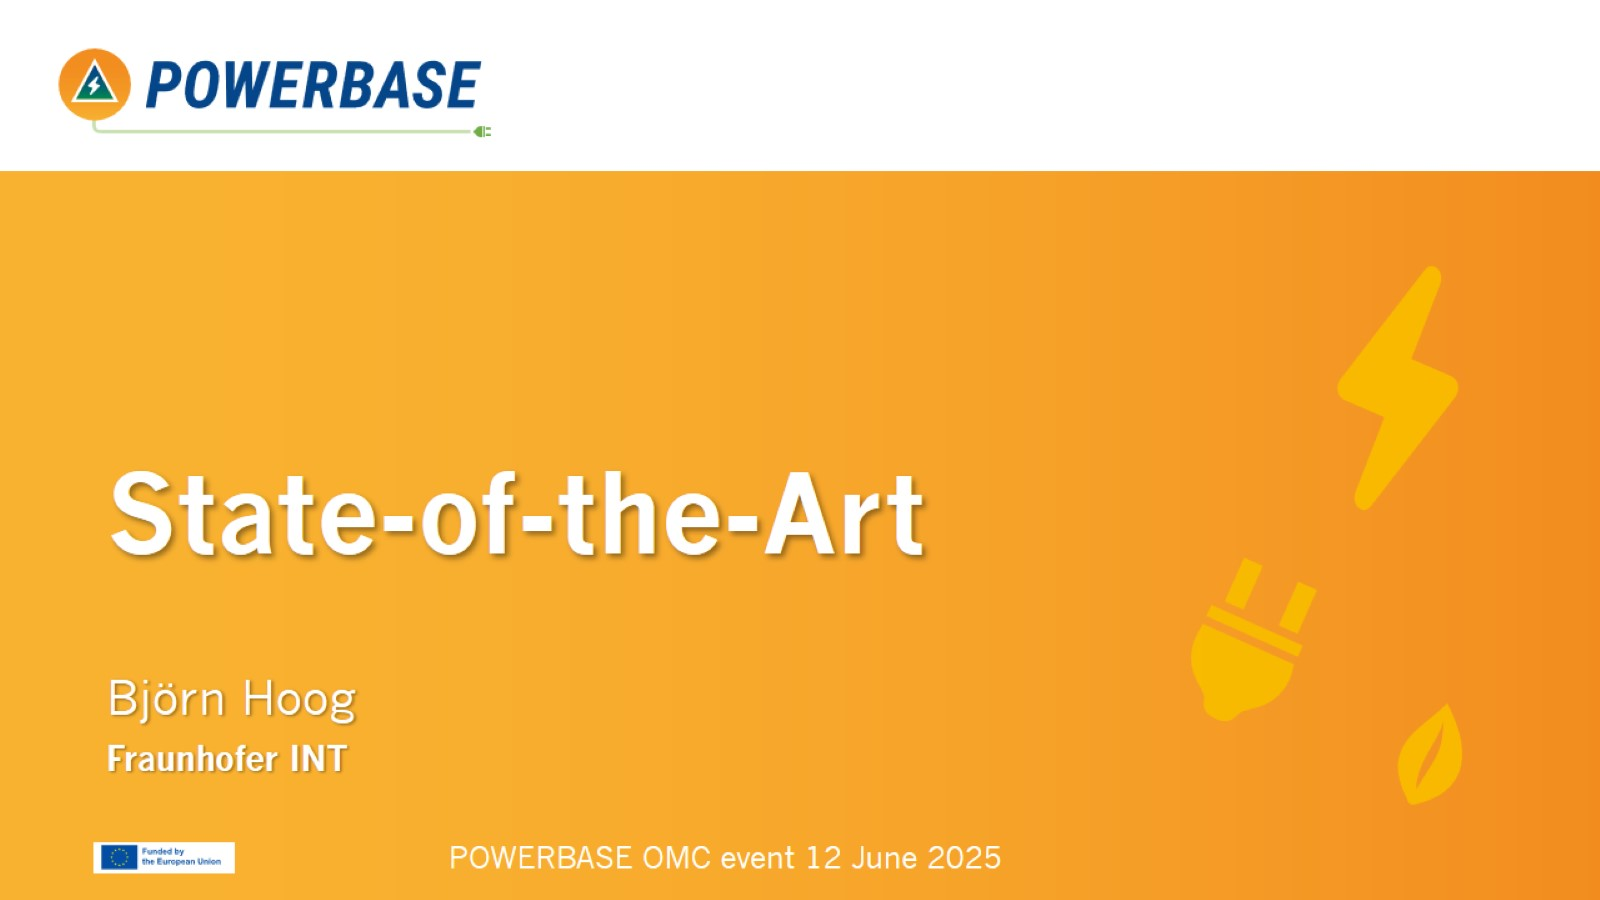 POWERBASE
State-of-the-Art
Björn Hoog
Fraunhofer INT
Funded by
the European Union
POWERBASE OMC event 12 June 2025